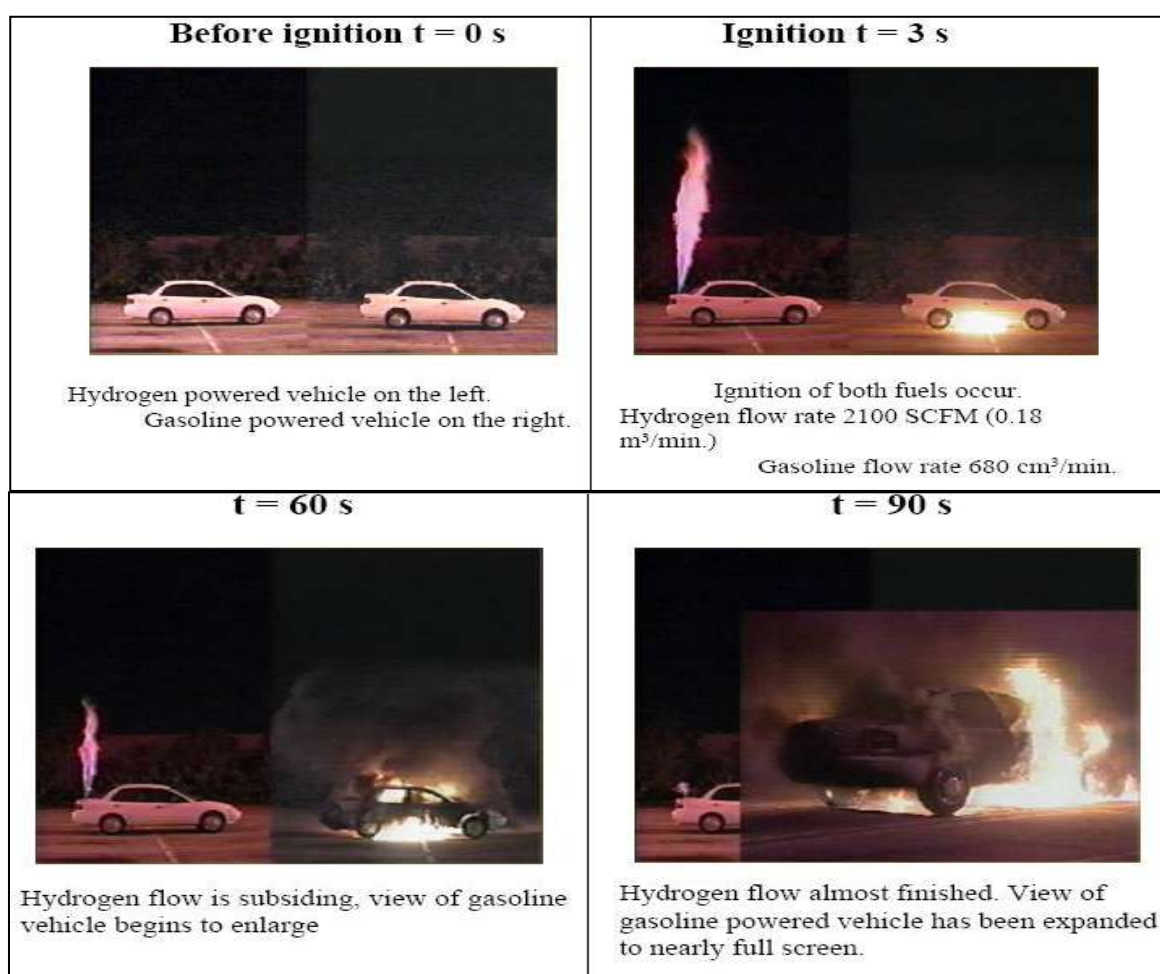 Before ignition t = 0 s
Hydrogen powered vehicle on the left.
Gasoline powered vehicle on the right.
Ignition t = 3 s
Ignition of both fuels occur.
Hydrogen flow rate 2100 SCFM (0.18
m³/min.)
Gasoline flow rate 680 cm³/min.
t = 60 s
Hydrogen flow is subsiding, view of gasoline
vehicle begins to enlarge
t = 90 s
Hydrogen flow almost finished. View of
gasoline powered vehicle has been expanded
to nearly full screen.